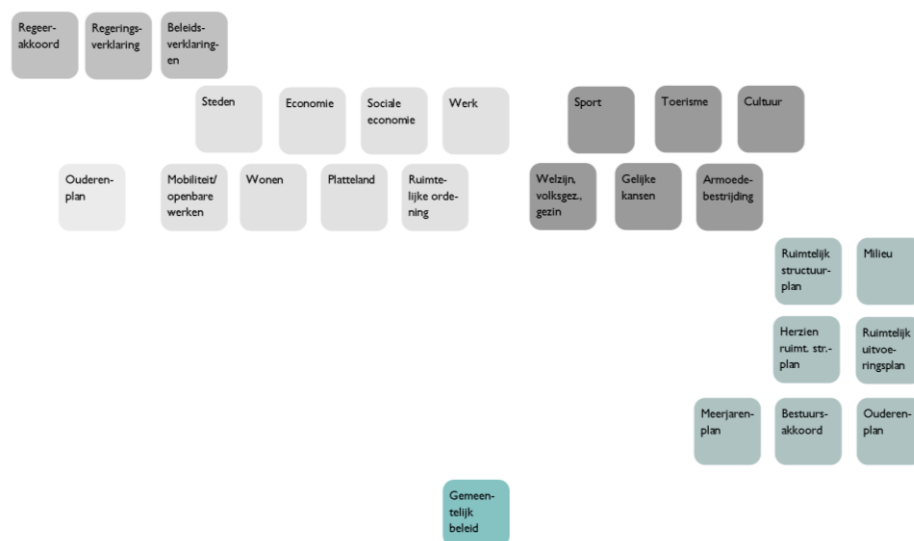 Regeer-
akkoord
Regerings-
verklaring
Beleids-
verklaring-
en
Steden
Economie
Sociale
economie
Werk
Sport
Toerisme
Cultuur
Ouderen-
plan
Mobiliteit/
openbare
werken
Wonen
Platteland
Ruimte-
lijke orde-
ning
Welzijn,
volksgez.,
gezin
Gelijke
kansen
Armoede-
bestrijding
Ruimtelijk
structuur-
plan
Milieu
Herzien
ruimt. str.-
plan
Ruimtelijk
uitvoe-
ringsplan
Meerjaren-
plan
Bestuurs-
akkoord
Ouderen-
plan
Gemeen-
telijk
beleid